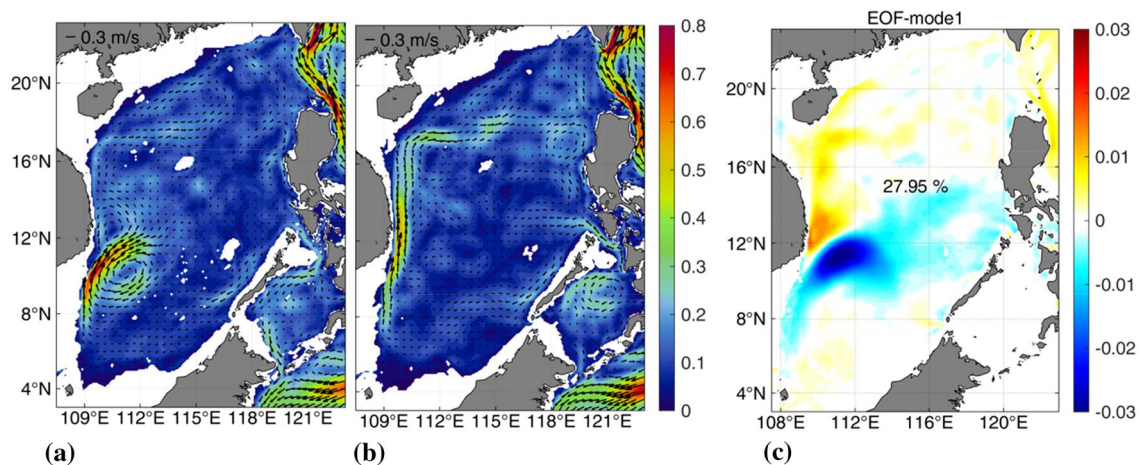 EOF-mode1
0.3 m/s
0.3 m/s
20°N
16°N
12°N
8°N
4°N
109°E
112°E
115°E
118°E
121°E
109°E
112°E
115°E
118°E
121°E
0.8
0.7
0.6
0.5
0.4
0.3
0.2
0.1
0
20°N
16°N
12°N
8°N
4°N
27.95 %
108°E
112°E
116°E
120°E
0.03
0.02
0.01
0
-0.01
-0.02
-0.03
(a)
(b)
(c)